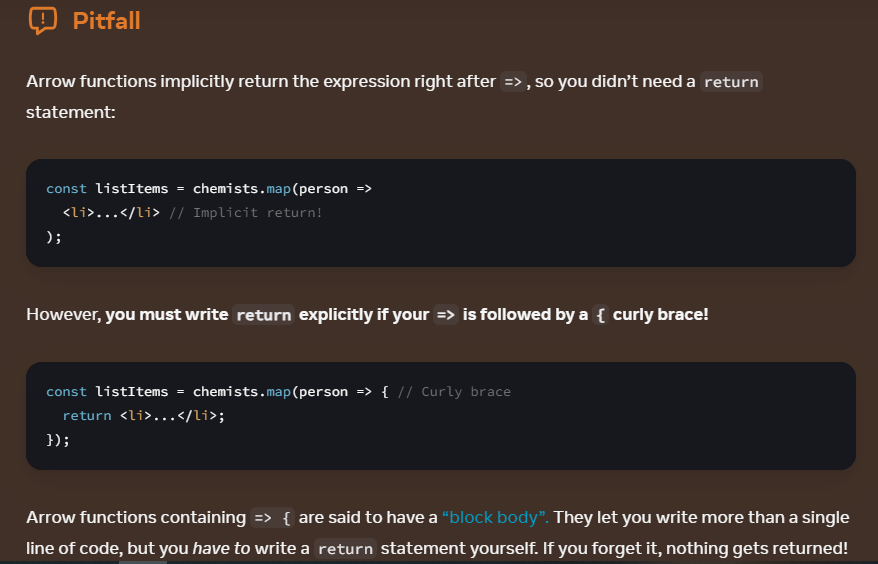 Pitfall
Arrow functions implicitly return the expression right after =>, so you didn’t need a return
statement:
const listItems = chemists.map(person =>
  <li>...</li> // Implicit return!
);
However, you must write return explicitly if your => is followed by a { curly brace!
const listItems = chemists.map(person => { // Curly brace
  return <li>...</li>;
});
Arrow functions containing => { are said to have a “block body”. They let you write more than a single
line of code, but you have to write a return statement yourself. If you forget it, nothing gets returned!